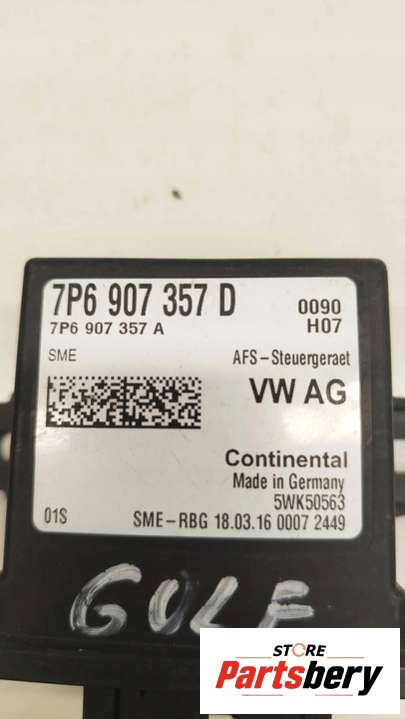 7P6 907 357 D
7P6 907 357 A
0090
H07
SME
AFS-Steuergeraet
VW AG
Continental
Made in Germany
5WK50563
01S
SME-RBG 18.03.16 0007 2449
GOLF
STORE
Partsbery